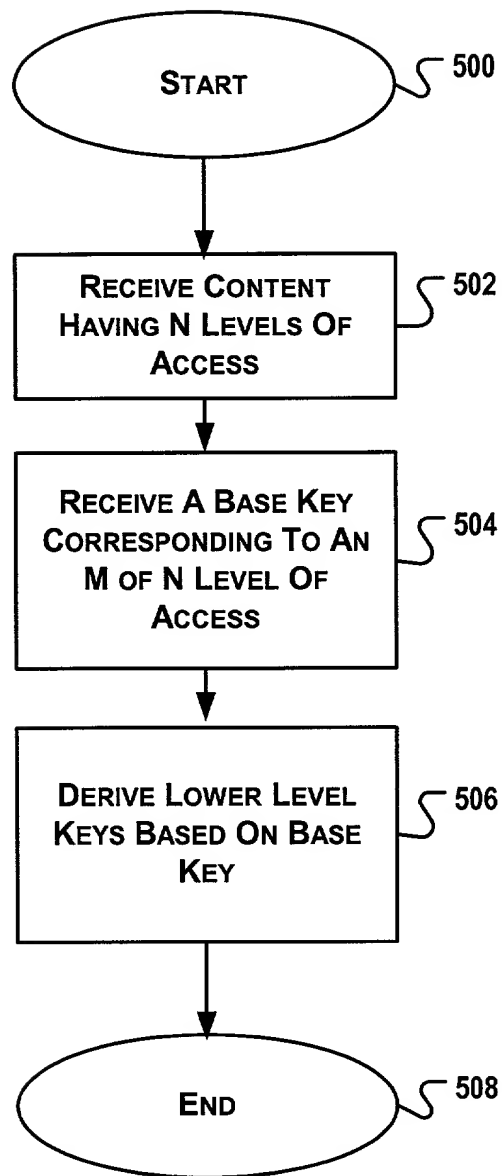 START
500
RECEIVE CONTENT
HAVING N LEVELS OF
ACCESS
502
RECEIVE A BASE KEY
CORRESPONDING TO AN
M OF N LEVEL OF
ACCESS
504
DERIVE LOWER LEVEL
KEYS BASED ON BASE
KEY
506
END
508